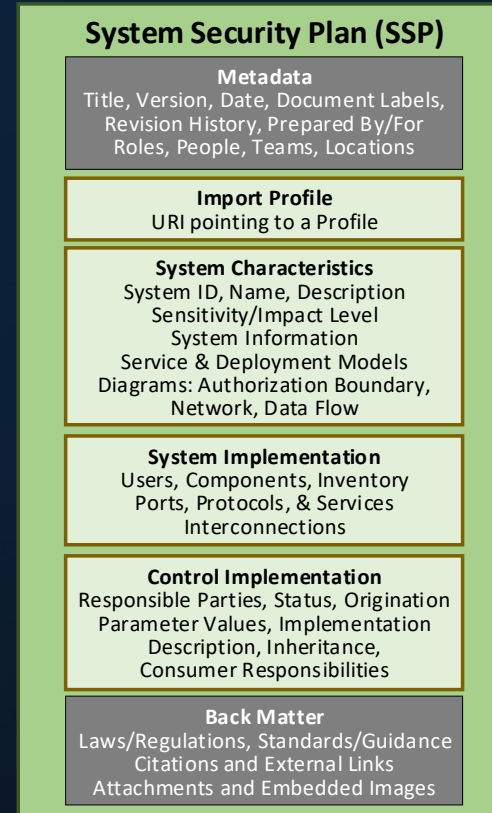 System Security Plan (SSP)
Metadata
Title, Version, Date, Document Labels,
Revision History, Prepared By/For
Roles, People, Teams, Locations
Import Profile
URI pointing to a Profile
System Characteristics
System ID, Name, Description
Sensitivity/Impact Level
System Information
Service & Deployment Models
Diagrams: Authorization Boundary,
Network, Data Flow
System Implementation
Users, Components, Inventory
Ports, Protocols, & Services
Interconnections
Control Implementation
Responsible Parties, Status, Origination
Parameter Values, Implementation
Description, Inheritance,
Consumer Responsibilities
Back Matter
Laws/Regulations, Standards/Guidance
Citations and External Links
Attachments and Embedded Images